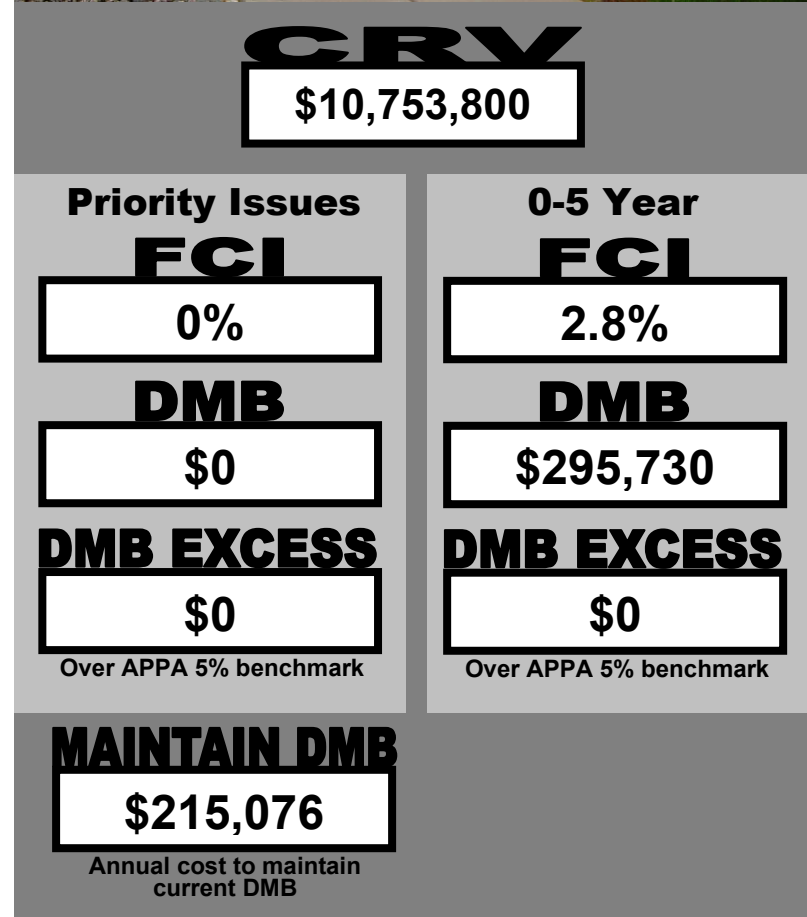 CRV
$10,753,800
Priority Issues
FCI
0%
DMB
$0
DMB EXCESS
$0
Over APPA 5% benchmark
0-5 Year
FCI
2.8%
DMB
$295,730
DMB EXCESS
$0
Over APPA 5% benchmark
MAINTAIN DMB
$215,076
Annual cost to maintain
current DMB